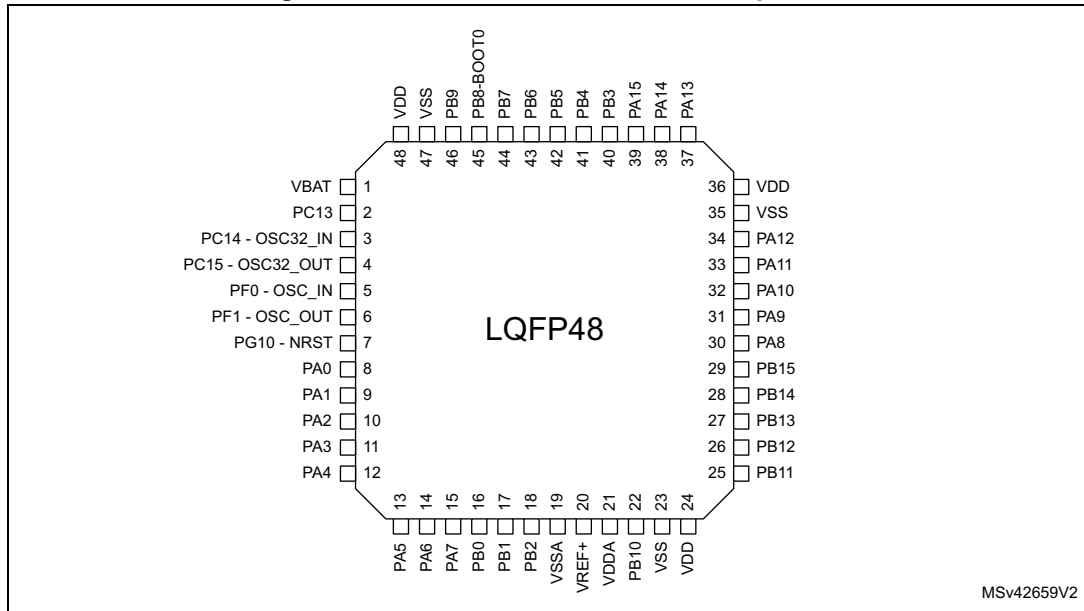 VDD
VSS
PB9
PB8-BOOT0
PB7
PB6
PB5
PB4
PB3
PA15
PA14
PA13
48 47 46 45 44 43 42 41 40 39 38 37
VBAT 1 36 VDD
PC13 2 35 VSS
PC14 - OSC32_IN 3 34 PA12
PC15 - OSC32_OUT 4 33 PA11
PF0 - OSC_IN 5 32 PA10
PF1 - OSC_OUT 6 31 PA9
LQFP48
PG10 - NRST 7 30 PA8
PA0 8 29 PB15
PA1 9 28 PB14
PA2 10 27 PB13
PA3 11 26 PB12
PA4 12 25 PB11
13 14 15 16 17 18 19 20 21 22 23 24
PA5
PA6
PA7
PB0
PB1
PB2
VSSA
VREF+
VDDA
PB10
VSS
VDD
MSv42659V2